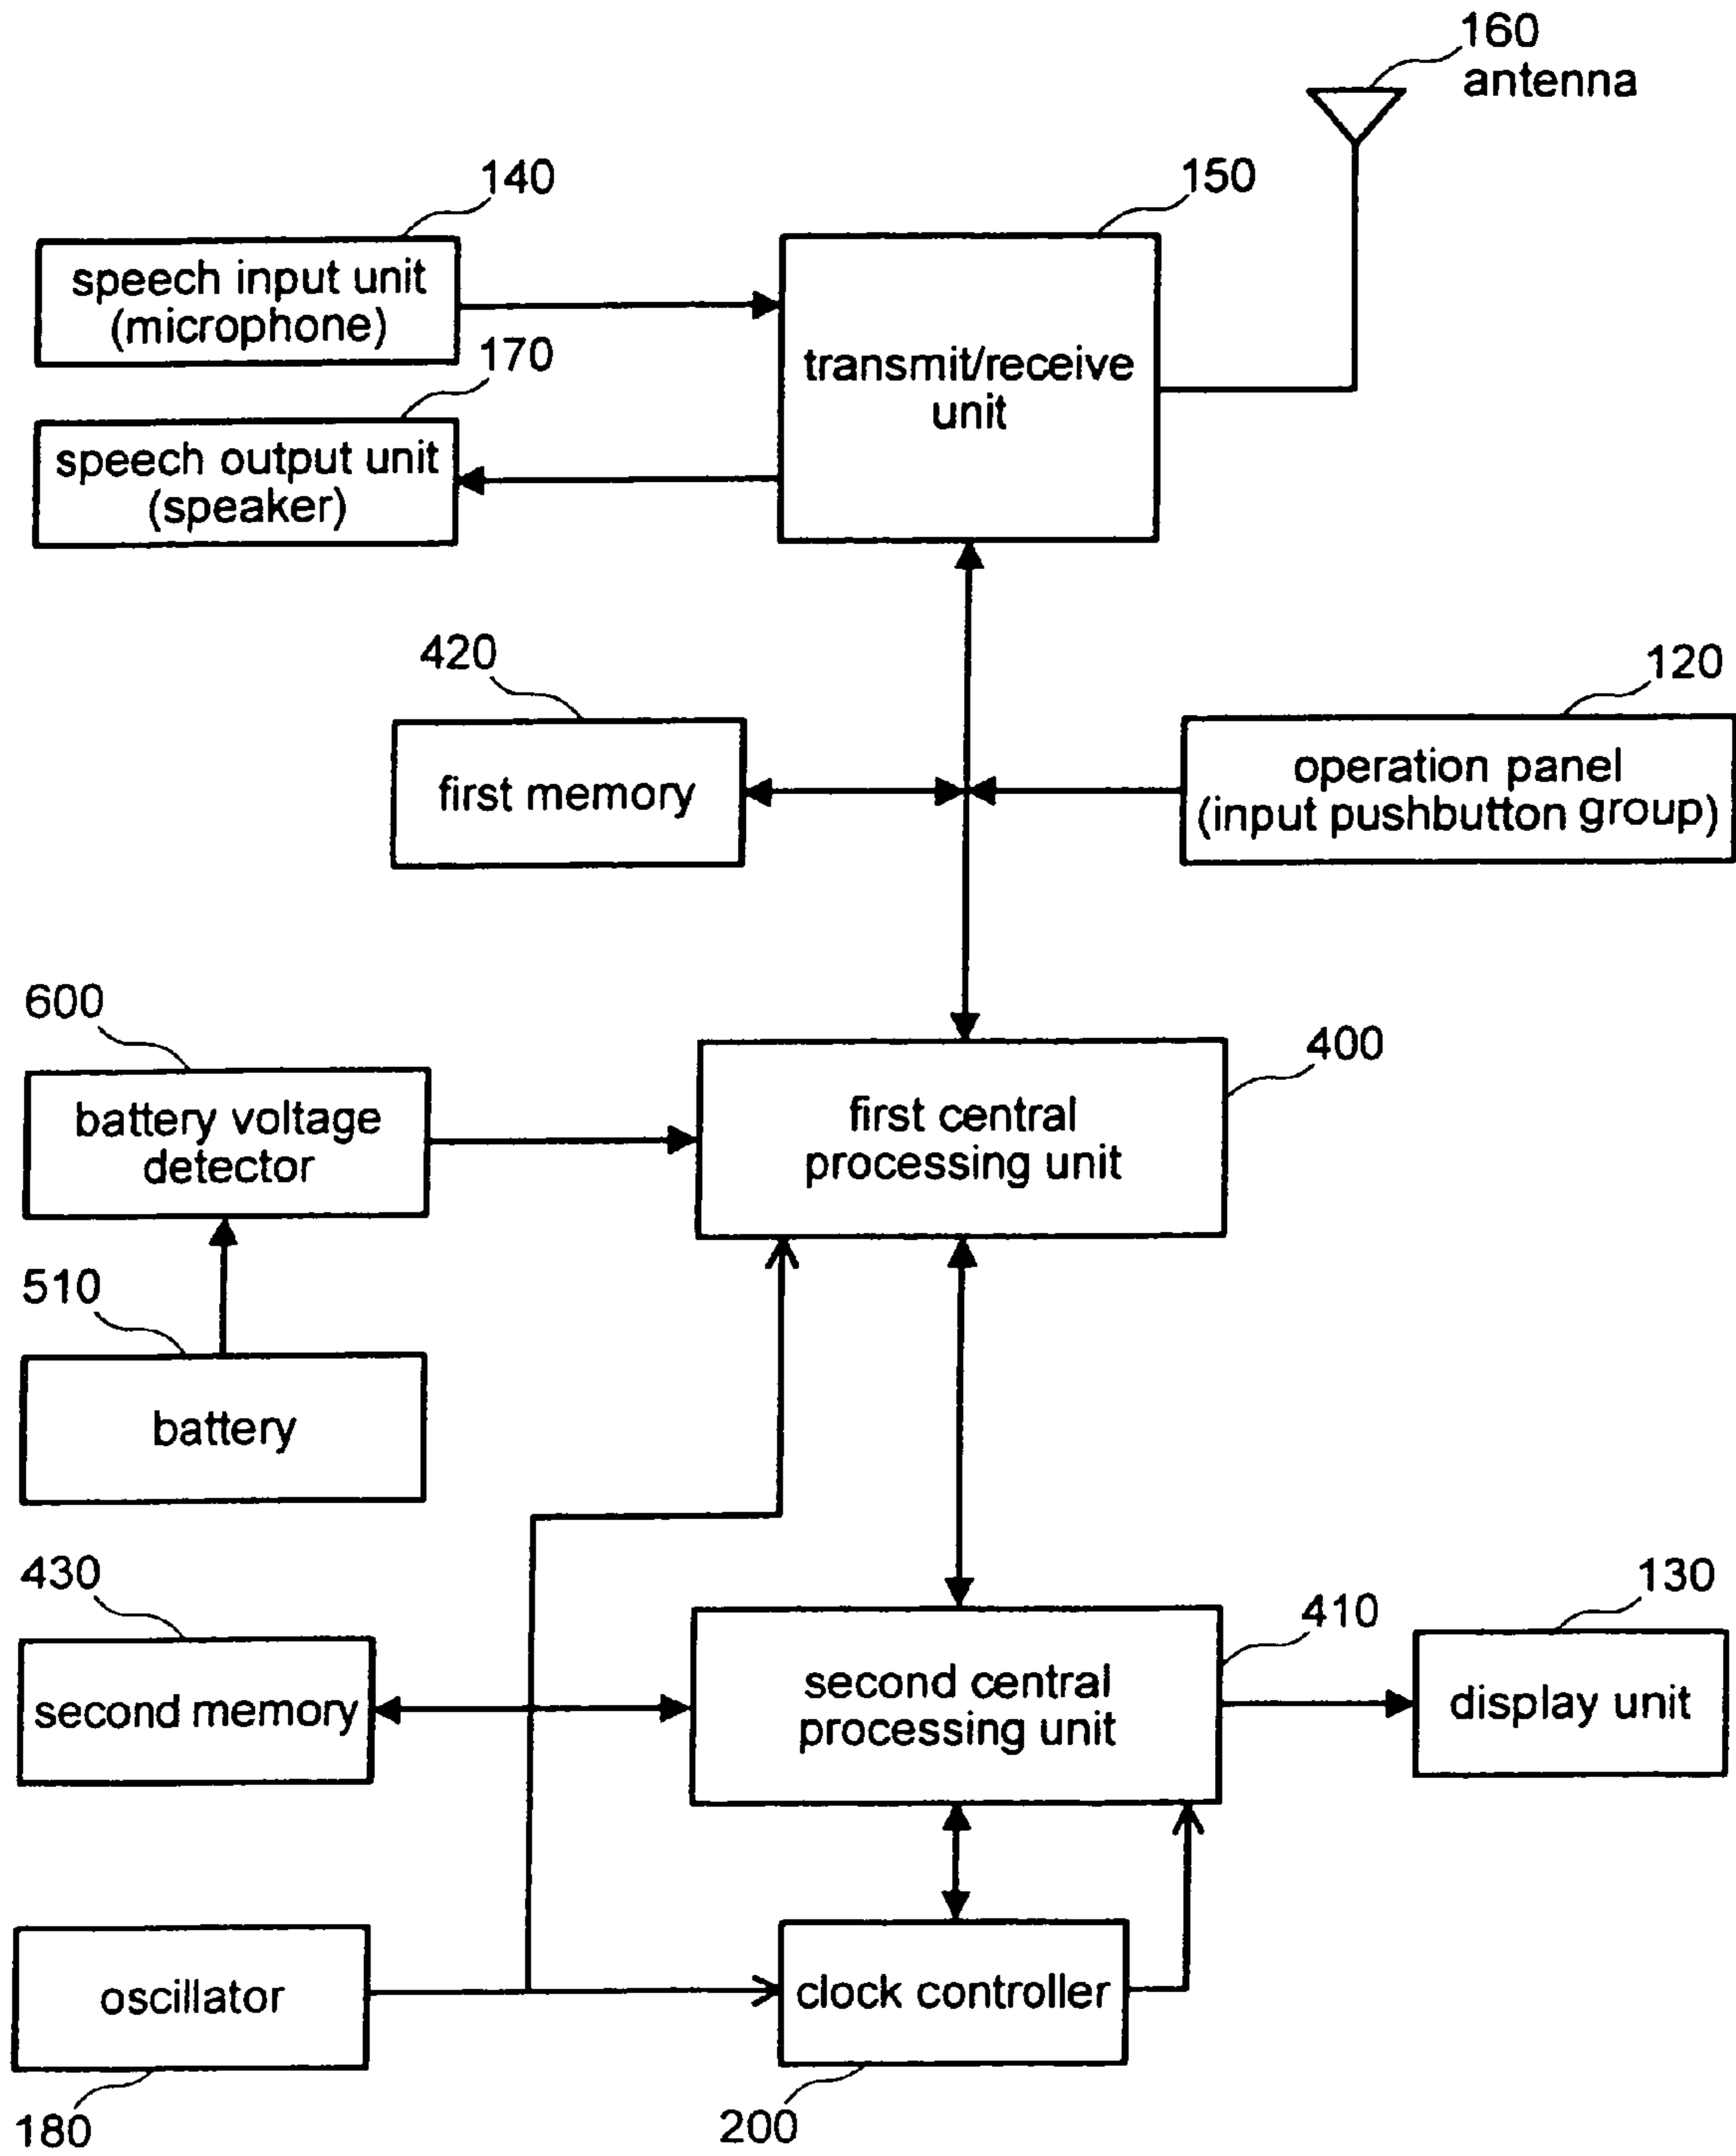 160
antenna
140
150
speech input unit
(microphone)
170
transmit/receive
unit
speech output unit
(speaker)
420
120
first memory
operation panel
(input pushbutton group)
600
400
battery voltage
detector
first central
processing unit
510
battery
430
410
130
second memory
second central
processing unit
display unit
oscillator
clock controller
180
200